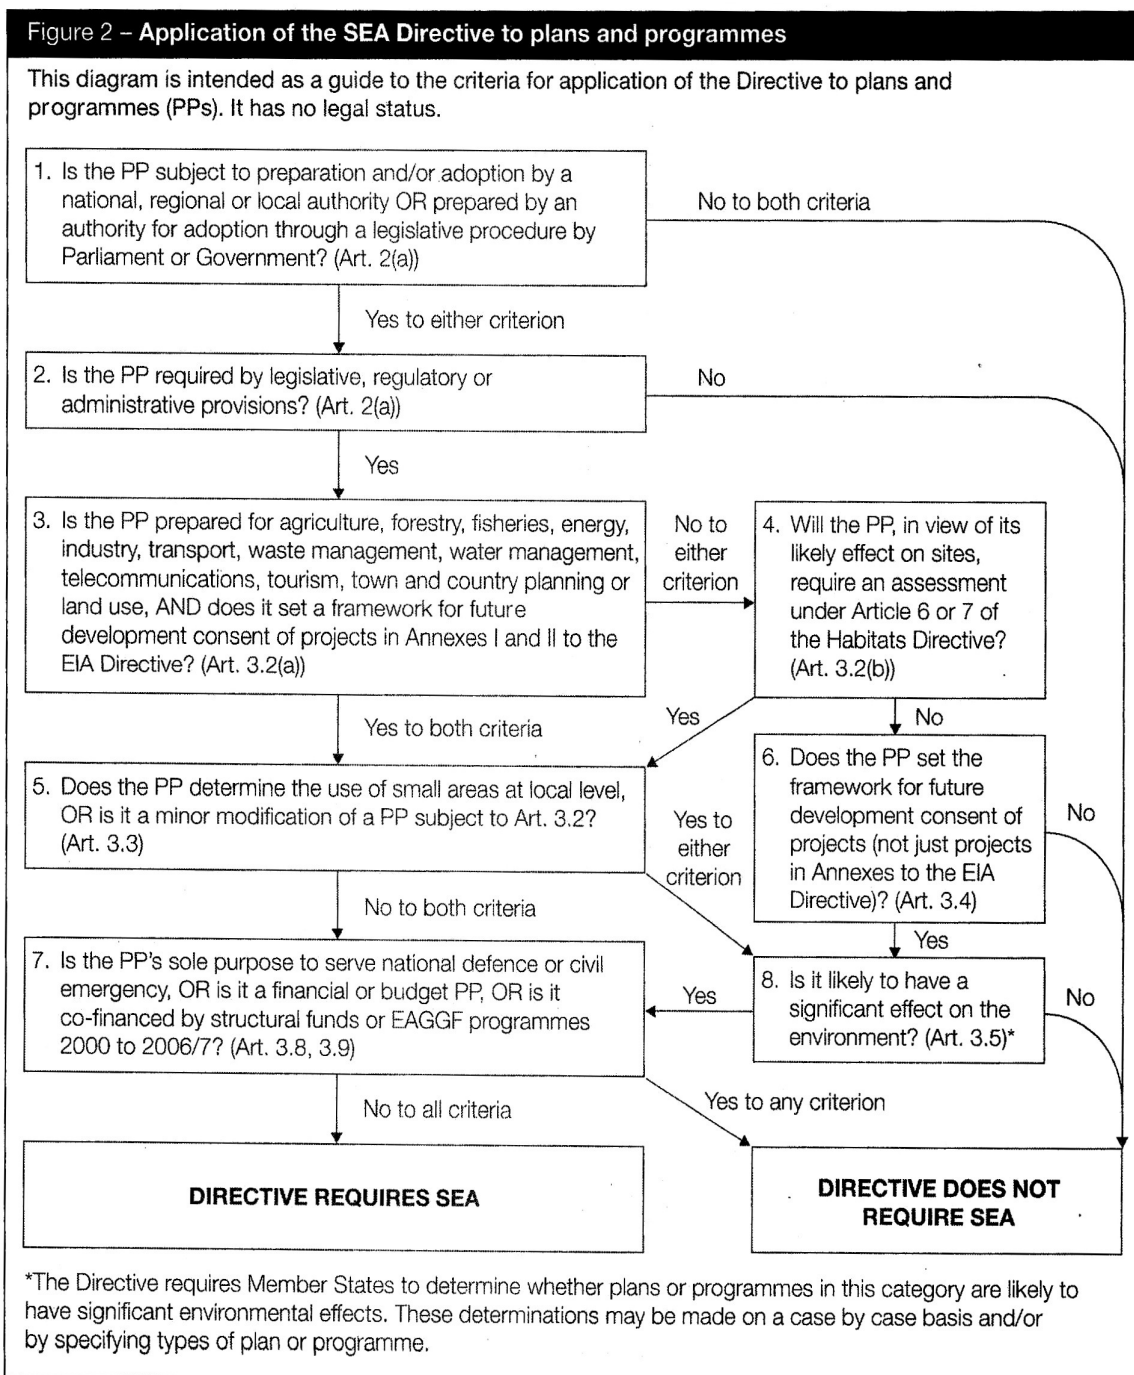 Figure 2 – Application of the SEA Directive to plans and programmes
This diagram is intended as a guide to the criteria for application of the Directive to plans and
programmes (PPs). It has no legal status.
1. Is the PP subject to preparation and/or adoption by a
national, regional or local authority OR prepared by an
authority for adoption through a legislative procedure by
Parliament or Government? (Art. 2(a))
No to both criteria
Yes to either criterion
2. Is the PP required by legislative, regulatory or
administrative provisions? (Art. 2(a))
No
Yes
3. Is the PP prepared for agriculture, forestry, fisheries, energy,
industry, transport, waste management, water management,
telecommunications, tourism, town and country planning or
land use, AND does it set a framework for future
development consent of projects in Annexes I and II to the
EIA Directive? (Art. 3.2(a))
No to
either
criterion
4. Will the PP, in view of its
likely effect on sites,
require an assessment
under Article 6 or 7 of
the Habitats Directive?
(Art. 3.2(b))
Yes to both criteria
Yes
No
5. Does the PP determine the use of small areas at local level,
OR is it a minor modification of a PP subject to Art. 3.2?
(Art. 3.3)
Yes to
either
criterion
6. Does the PP set the
framework for future
development consent of
projects (not just projects
in Annexes to the EIA
Directive)? (Art. 3.4)
No
No to both criteria
Yes
7. Is the PP's sole purpose to serve national defence or civil
emergency, OR is it a financial or budget PP, OR is it
co-financed by structural funds or EAGGF programmes
2000 to 2006/7? (Art. 3.8, 3.9)
Yes
8. Is it likely to have a
significant effect on the
environment? (Art. 3.5)*
No
No to all criteria
Yes to any criterion
DIRECTIVE REQUIRES SEA
DIRECTIVE DOES NOT
REQUIRE SEA
*The Directive requires Member States to determine whether plans or programmes in this category are likely to
have significant environmental effects. These determinations may be made on a case by case basis and/or
by specifying types of plan or programme.